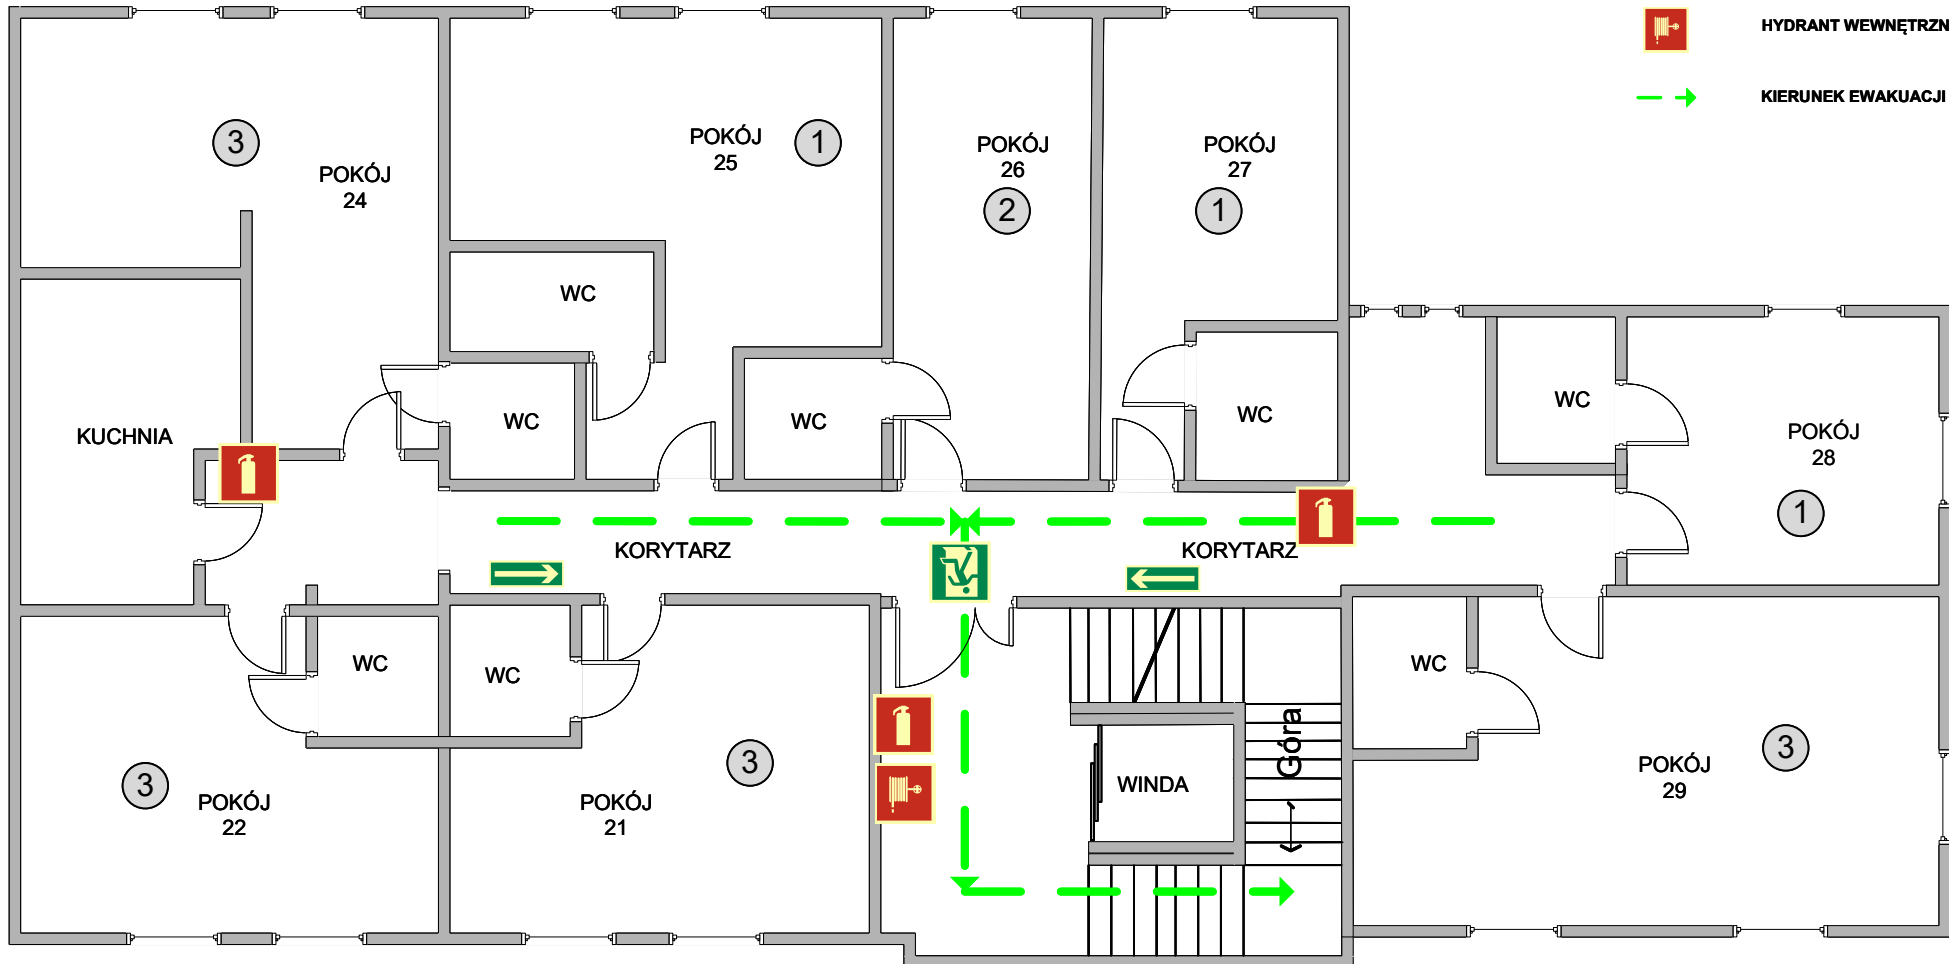 HYDRANT WEWNĘTRZN
KIERUNEK EWAKUACJI
3
POKÓJ
24
POKÓJ
25
1
POKÓJ
26
2
POKÓJ
27
1
WC
WC
WC
WC
WC
KUCHNIA
POKÓJ
28
1
KORYTARZ
KORYTARZ
WC
WC
WC
3
POKÓJ
22
POKÓJ
21
3
WINDA
Góra
POKÓJ
29
3